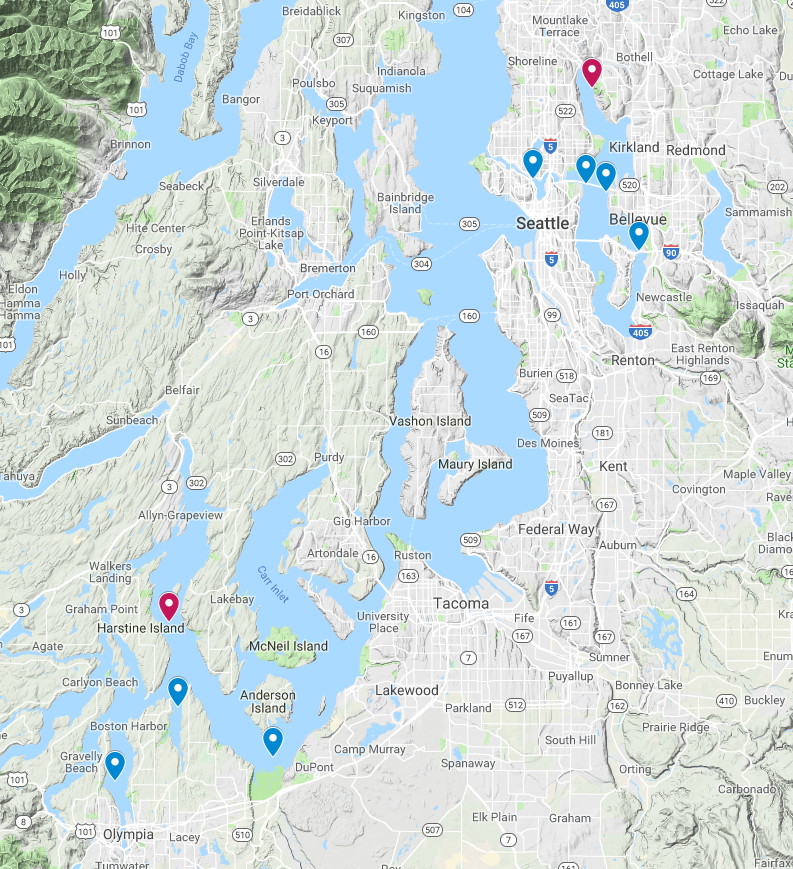 Breidablick
Kingston
104
405
522
101
Dabob Bay
307
Mountlake
Terrace
Echo Lake
Shoreline
Bothell
Indianola
Poulsbo
Suquamish
Cottage Lake
Bangor
305
Keyport
101
522
Brinnon
3
5
Kirkland
Redmond
Seabeck
Silverdale
520
202
Bainbridge
Island
Sammamish
Hite Center
Erlands
Point-Kitsap
Lake
305
Seattle
Bellevue
Crosby
90
Holly
Bremerton
304
5
Eldon
Hamma
Hamma
Port Orchard
Newcastle
Issaquah
3
160
160
99
405
101
16
East Renton
Highlands
Renton
Burien
518
169
Belfair
SeaTac
Sunbeach
Vashon Island
509
181
Des Moines
302
Purdy
Maury Island
Kent
Tahuya
3
302
Maple Valley
Covington
167
Allyn-Grapeview
Gig Harbor
Federal Way
509
Auburn
Artondale
16
Ruston
Walkers
Landing
Carr Inlet
163
5
164
3
Graham Point
Lakebay
Tacoma
Harstine Island
University
Place
Fife
161
167
167
Agate
McNeil Island
7
Sumner
Puyallup
Carlyon Beach
Bonney Lake
Anderson
Island
Lakewood
Parkland
512
162
410
Buckley
Boston Harbor
Prairie Ridge
Camp Murray
South Hill
Gravelly
Beach
DuPont
Spanaway
Orting
101
Carbonado
8
101
Olympia
Lacey
510
507
Elk Plain
Graham
7
Tumwater
161
Fairfax